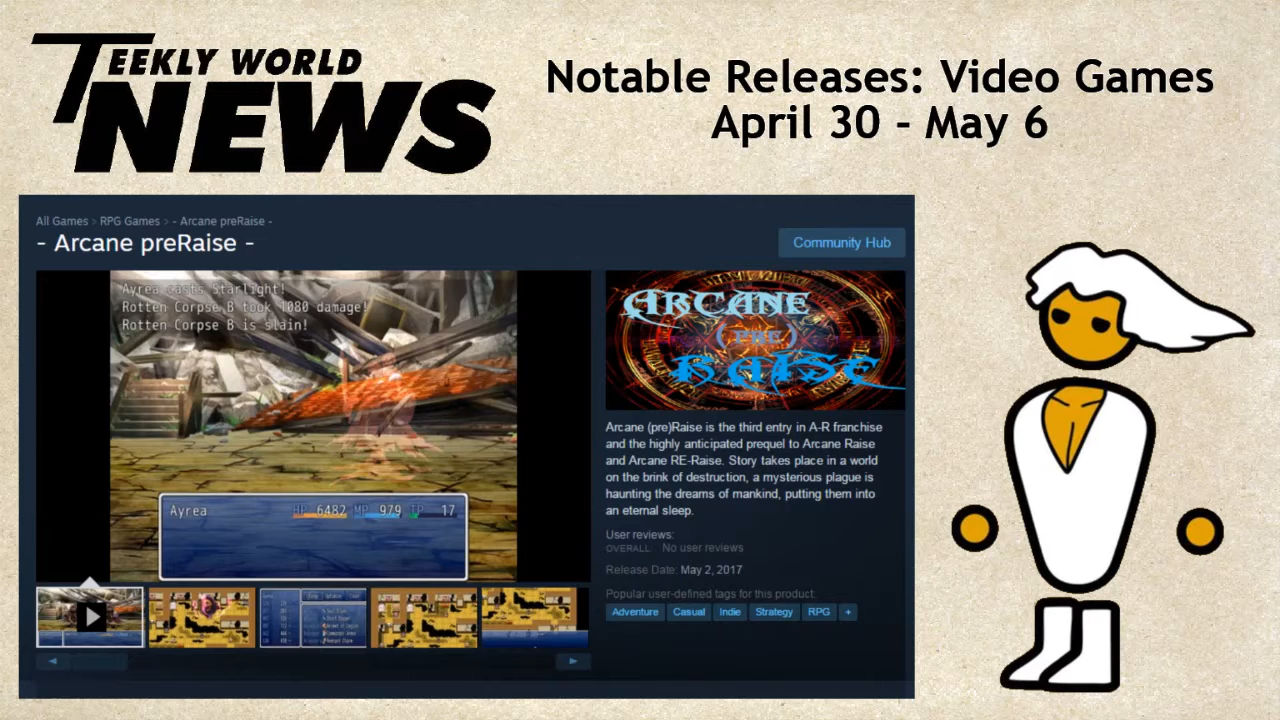 TEEKLY WORLD
NEWS
Notable Releases: Video Games
April 30 - May 6
All Games > RPG Games > - Arcane preRaise -
- Arcane preRaise -
Community Hub
Ayrea casts Starlight!
Rotten Corpse B took 1080 damage!
Rotten Corpse B is slain!
Ayrea HP 6482 MP 979 TP 17
ARCANE
(PRE)
RAISE
Arcane (pre)Raise is the third entry in A-R franchise
and the highly anticipated prequel to Arcane Raise
and Arcane RE-Raise. Story takes place in a world
on the brink of destruction, a mysterious plague is
haunting the dreams of mankind, putting them into
an eternal sleep.
User reviews:
OVERALL: No user reviews
Release Date: May 2, 2017
Popular user-defined tags for this product:
Adventure Casual Indie Strategy RPG +